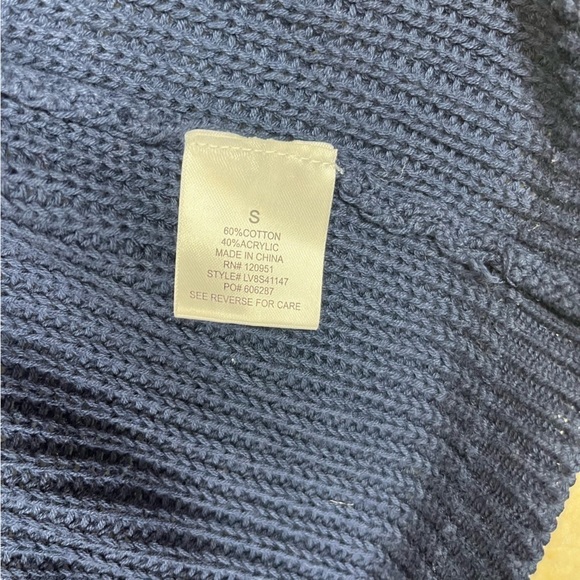 S
60%COTTON
40%ACRYLIC
MADE IN CHINA
RN# 120951
STYLE# LV8S41147
PO# 606287
SEE REVERSE FOR CARE